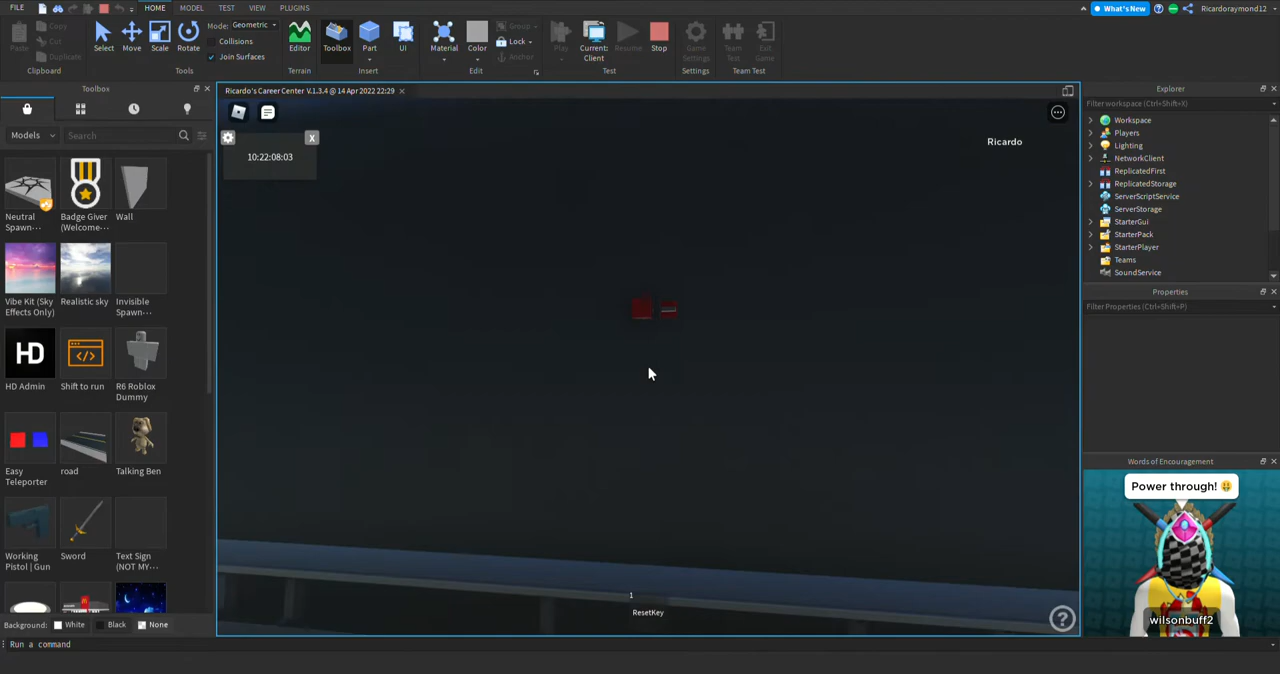 FILE
HOME
MODEL
TEST
VIEW
PLUGINS
What's New
Ricardoraymond12
Paste
Copy
Cut
Duplicate
Clipboard
Select
Move
Scale
Rotate
Mode: Geometric
Collisions
Join Surfaces
Tools
Editor
Terrain
Toolbox
Part
UI
Insert
Material
Color
Group
Lock
Anchor
Edit
Play
Current:
Client
Resume
Stop
Test
Game
Settings
Settings
Team
Test
Exit
Game
Team Test
Toolbox
Models
Search
Neutral
Spawn-···
Badge Giver
(Welcome-···
Wall
Vibe Kit (Sky
Effects Only)
Realistic sky
Invisible
Spawn-···
HD
HD Admin
Shift to run
R6 Roblox
Dummy
Easy
Teleporter
road
Talking Ben
Working
Pistol | Gun
Sword
Text Sign
(NOT MY-···
Background:
White
Black
None
Run a command
Ricardo's Career Center V.1.3.4 @ 14 Apr 2022 22:29
X
10:22:08:03
Ricardo
1
ResetKey
?
Explorer
Filter workspace (Ctrl+Shift+X)
Workspace
Players
Lighting
NetworkClient
ReplicatedFirst
ReplicatedStorage
ServerScriptService
ServerStorage
StarterGui
StarterPack
StarterPlayer
Teams
SoundService
Properties
Filter Properties (Ctrl+Shift+P)
Words of Encouragement
Power through! 😃
wilsonbuff2